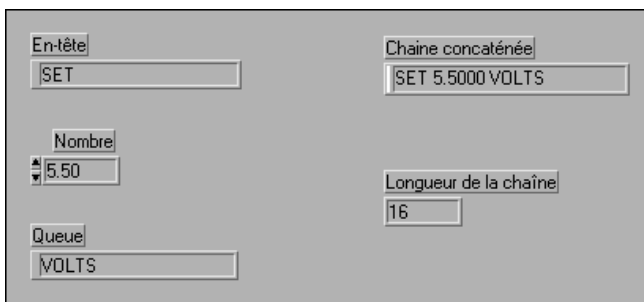 En-tête
SET
Nombre
5.50
Queue
VOLTS
Chaine concaténée
SET 5.5000 VOLTS
Longueur de la chaîne
16